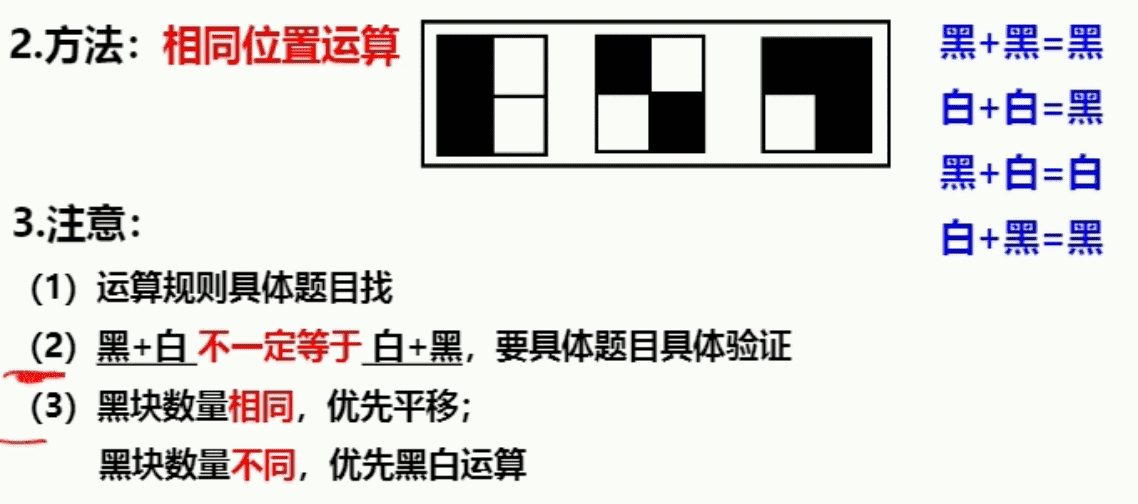 2.方法：相同位置运算
黑+黑=黑
白+白=黑
黑+白=白
白+黑=黑
3.注意：
（1）运算规则具体题目找
（2）黑+白 不一定等于 白+黑，要具体题目具体验证
（3）黑块数量相同，优先平移；
黑块数量不同，优先黑白运算